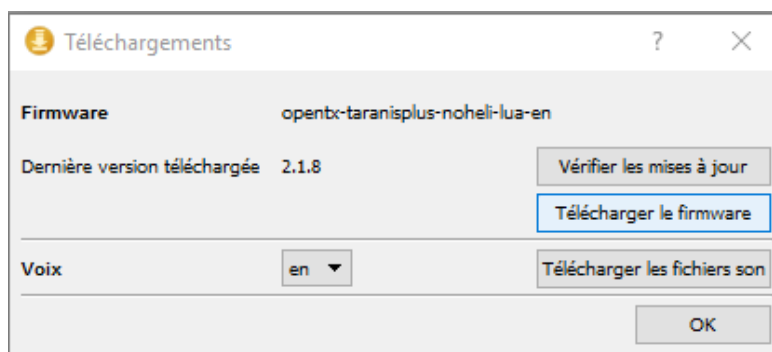 Téléchargements ?
Firmware opentx-taranisplus-noheli-lua-en
Dernière version téléchargée 2.1.8 Vérifier les mises à jour
Télécharger le firmware
Voix en Télécharger les fichiers son
OK